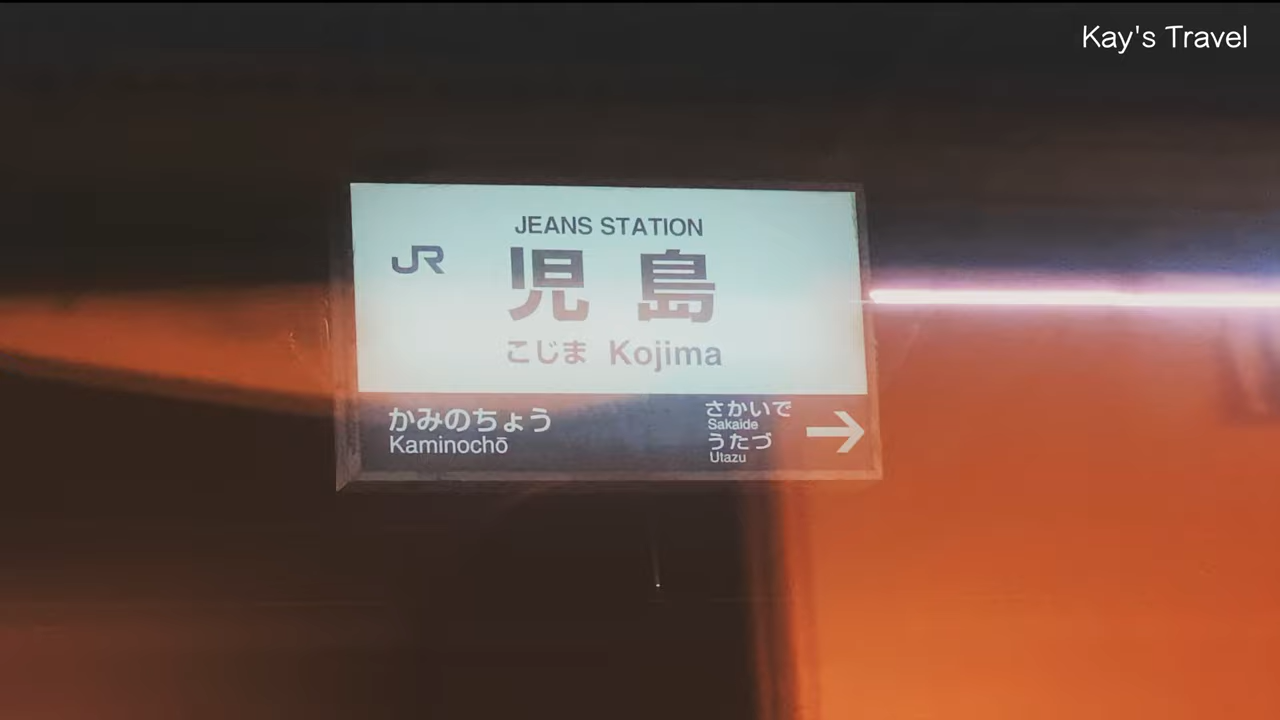 Kay's Travel
JEANS STATION
JR
児島
こじま Kojima
かみのちょう
Kaminochō
さかいで
Sakaide
うたづ
Utazu